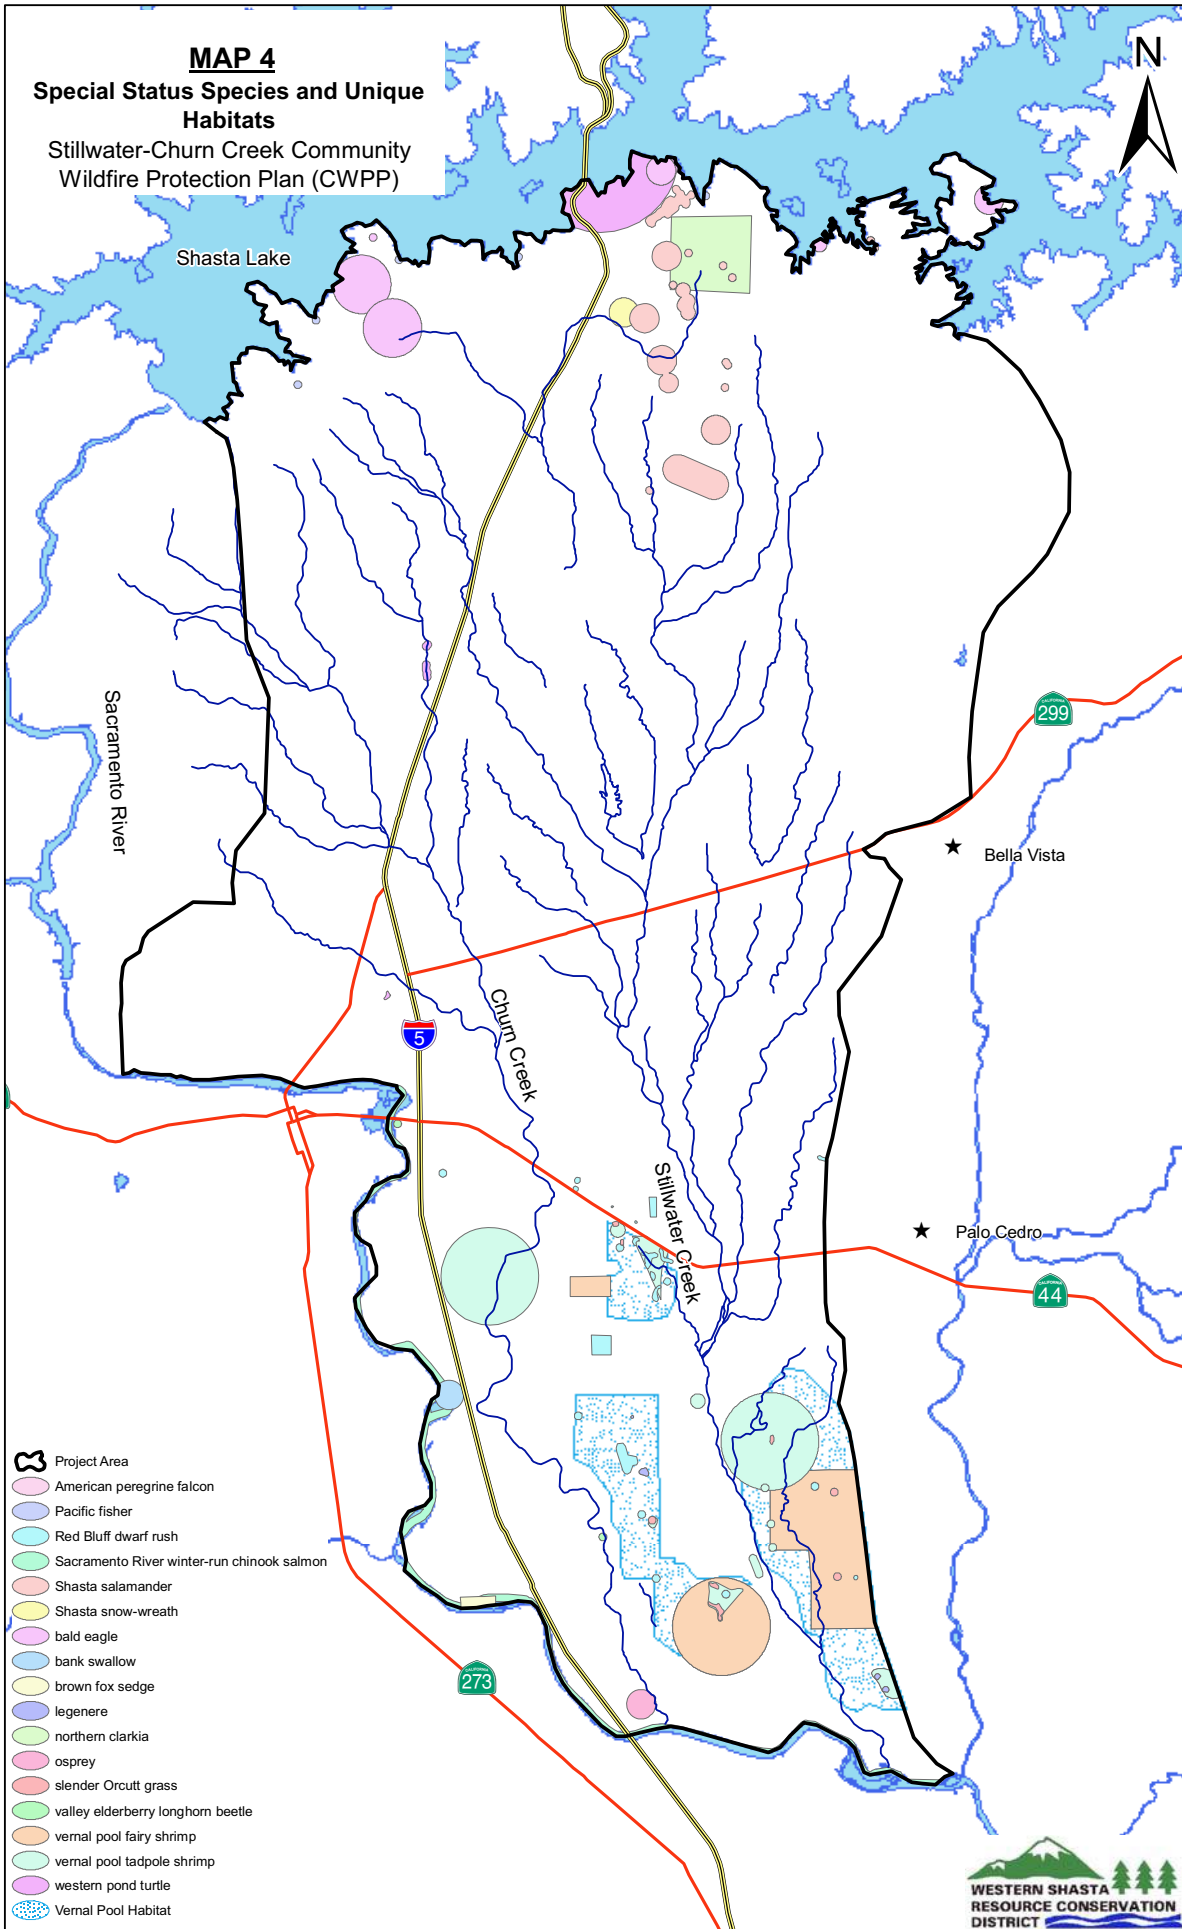 MAP 4
Special Status Species and Unique
Habitats
Stillwater-Churn Creek Community
Wildfire Protection Plan (CWPP)
N
Shasta Lake
Sacramento River
CALIFORNIA
299
Bella Vista
Churn Creek
5
Stillwater Creek
Palo Cedro
CALIFORNIA
44
CALIFORNIA
273
Project Area
American peregrine falcon
Pacific fisher
Red Bluff dwarf rush
Sacramento River winter-run chinook salmon
Shasta salamander
Shasta snow-wreath
bald eagle
bank swallow
brown fox sedge
legenere
northern clarkia
osprey
slender Orcutt grass
valley elderberry longhorn beetle
vernal pool fairy shrimp
vernal pool tadpole shrimp
western pond turtle
Vernal Pool Habitat
WESTERN SHASTA
RESOURCE CONSERVATION
DISTRICT